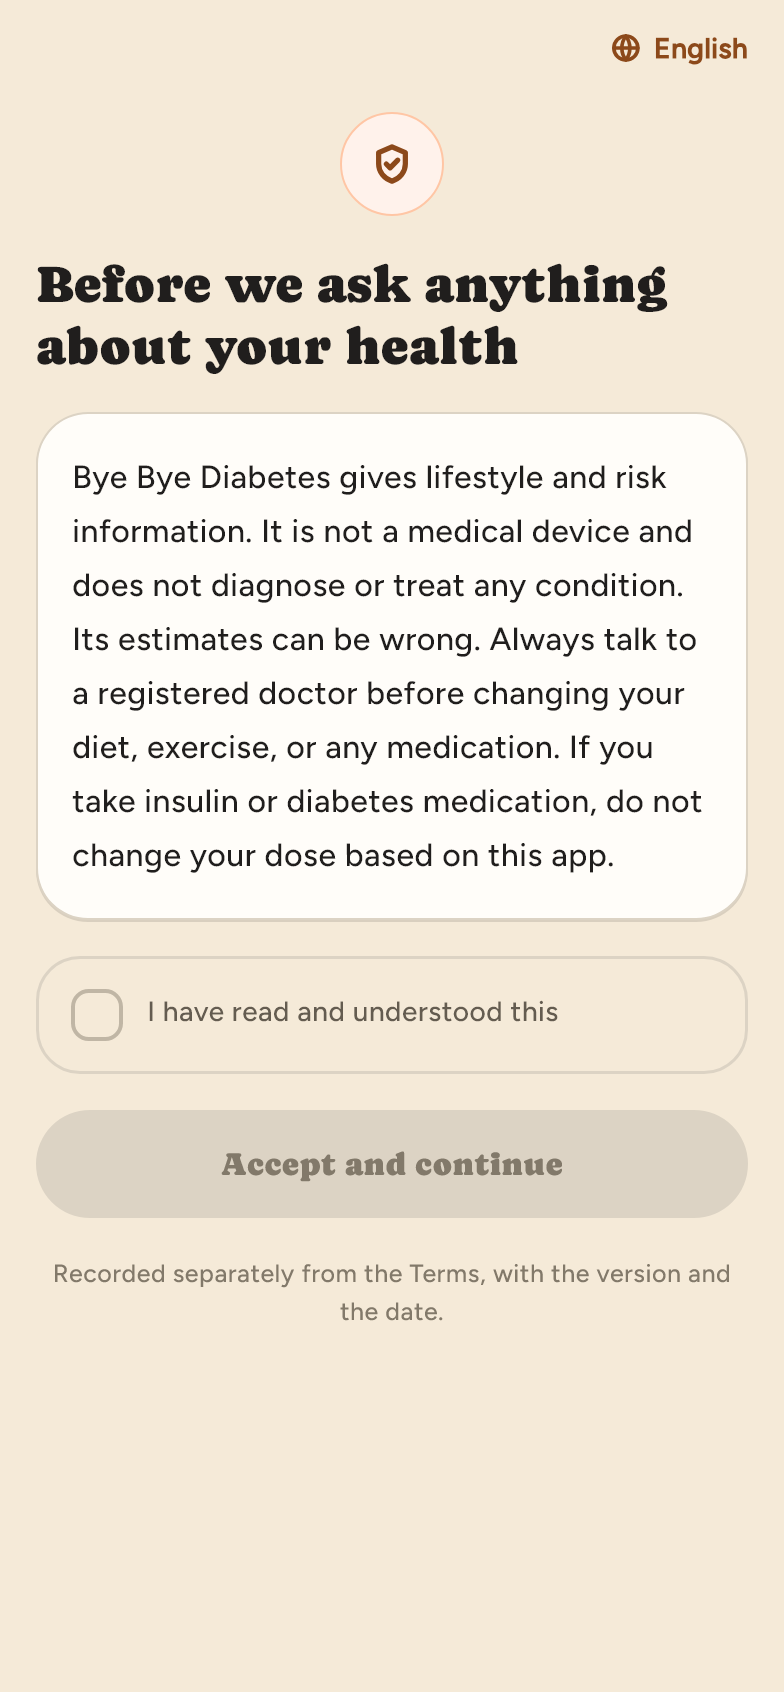 English
Before we ask anything
about your health
Bye Bye Diabetes gives lifestyle and risk
information. It is not a medical device and
does not diagnose or treat any condition.
Its estimates can be wrong. Always talk to
a registered doctor before changing your
diet, exercise, or any medication. If you
take insulin or diabetes medication, do not
change your dose based on this app.
I have read and understood this
Accept and continue
Recorded separately from the Terms, with the version and
the date.